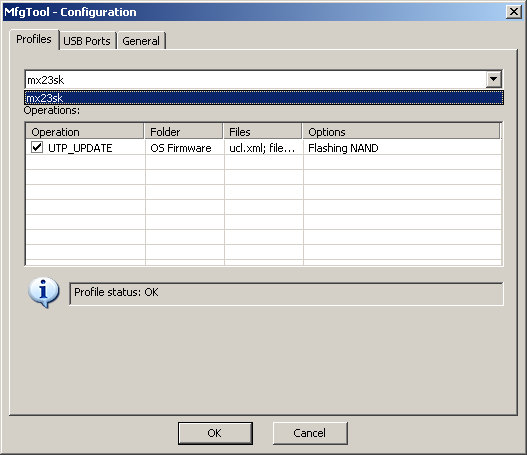 MfgTool - Configuration
Profiles USB Ports General
mx23sk
mx23sk
Operations:
Operation Folder Files Options
UTP_UPDATE OS Firmware ucl.xml; file... Flashing NAND
Profile status: OK
OK Cancel